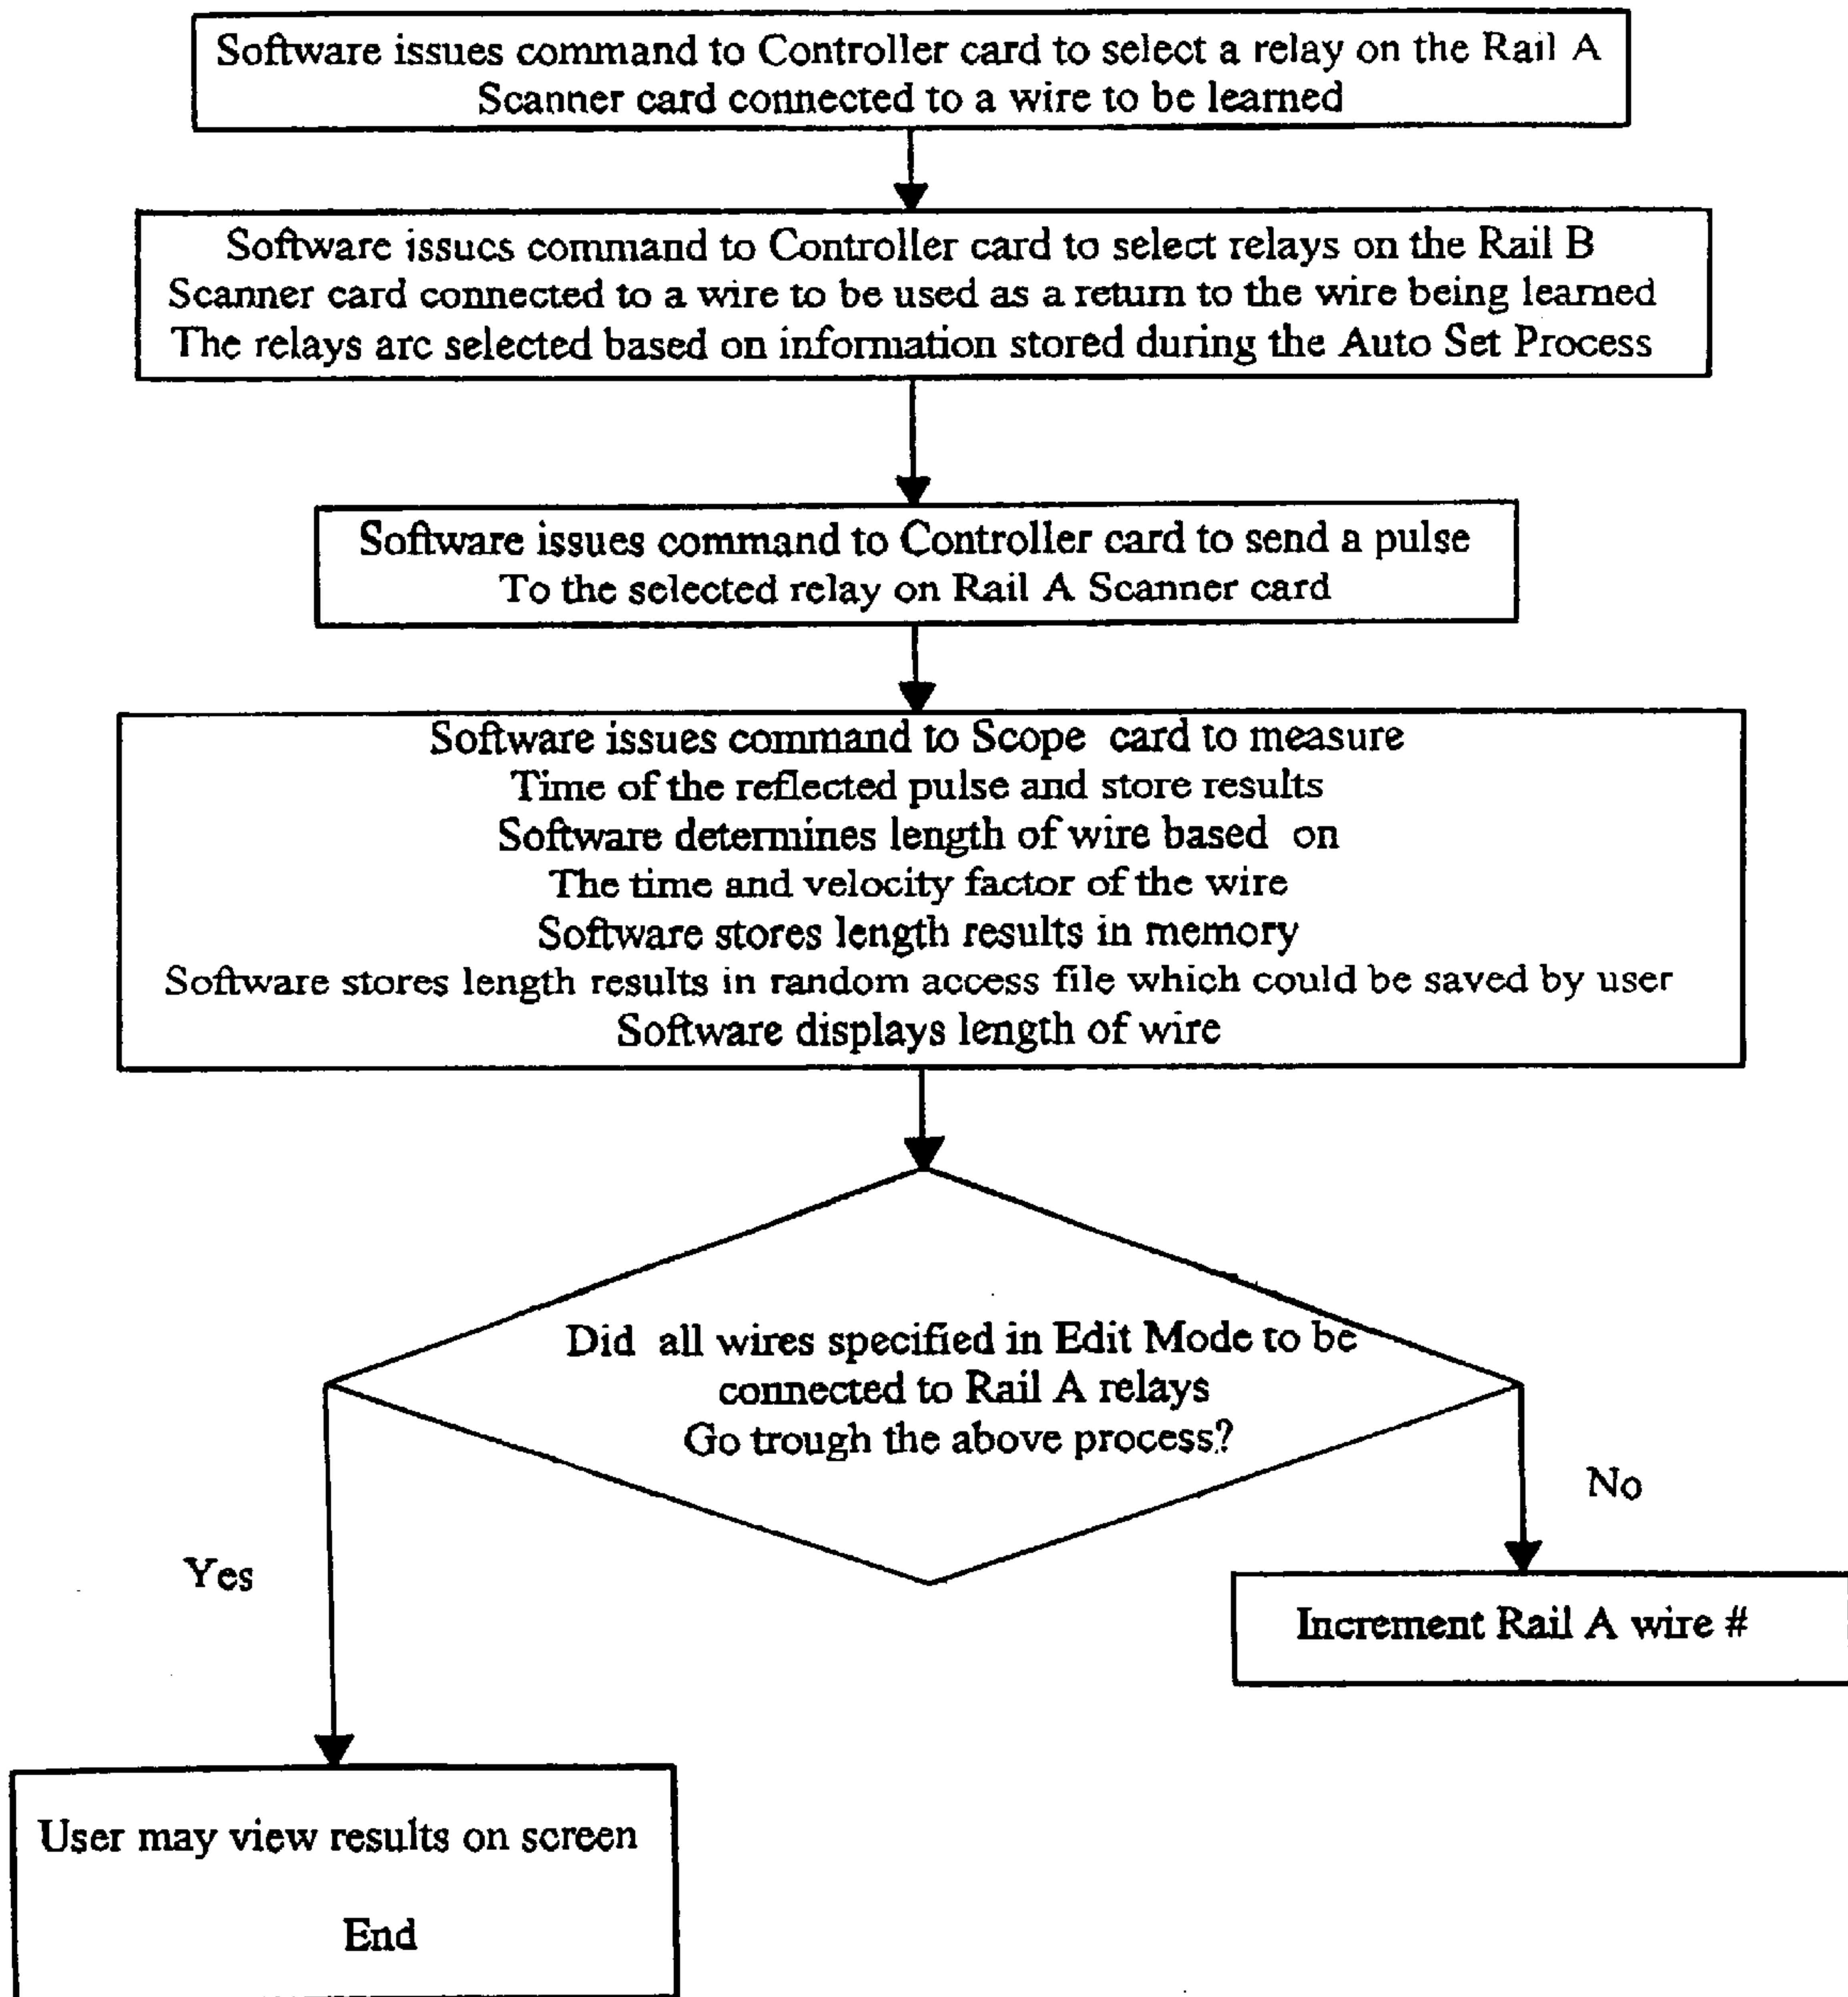 Software issues command to Controller card to select a relay on the Rail A
Scanner card connected to a wire to be learned
Software issues command to Controller card to select relays on the Rail B
Scanner card connected to a wire to be used as a return to the wire being learned
The relays are selected based on information stored during the Auto Set Process
Software issues command to Controller card to send a pulse
To the selected relay on Rail A Scanner card
Software issues command to Scope card to measure
Time of the reflected pulse and store results
Software determines length of wire based on
The time and velocity factor of the wire
Software stores length results in memory
Software stores length results in random access file which could be saved by user
Software displays length of wire
Did all wires specified in Edit Mode to be
connected to Rail A relays
Go trough the above process?
No
Yes
Increment Rail A wire #
User may view results on screen
End